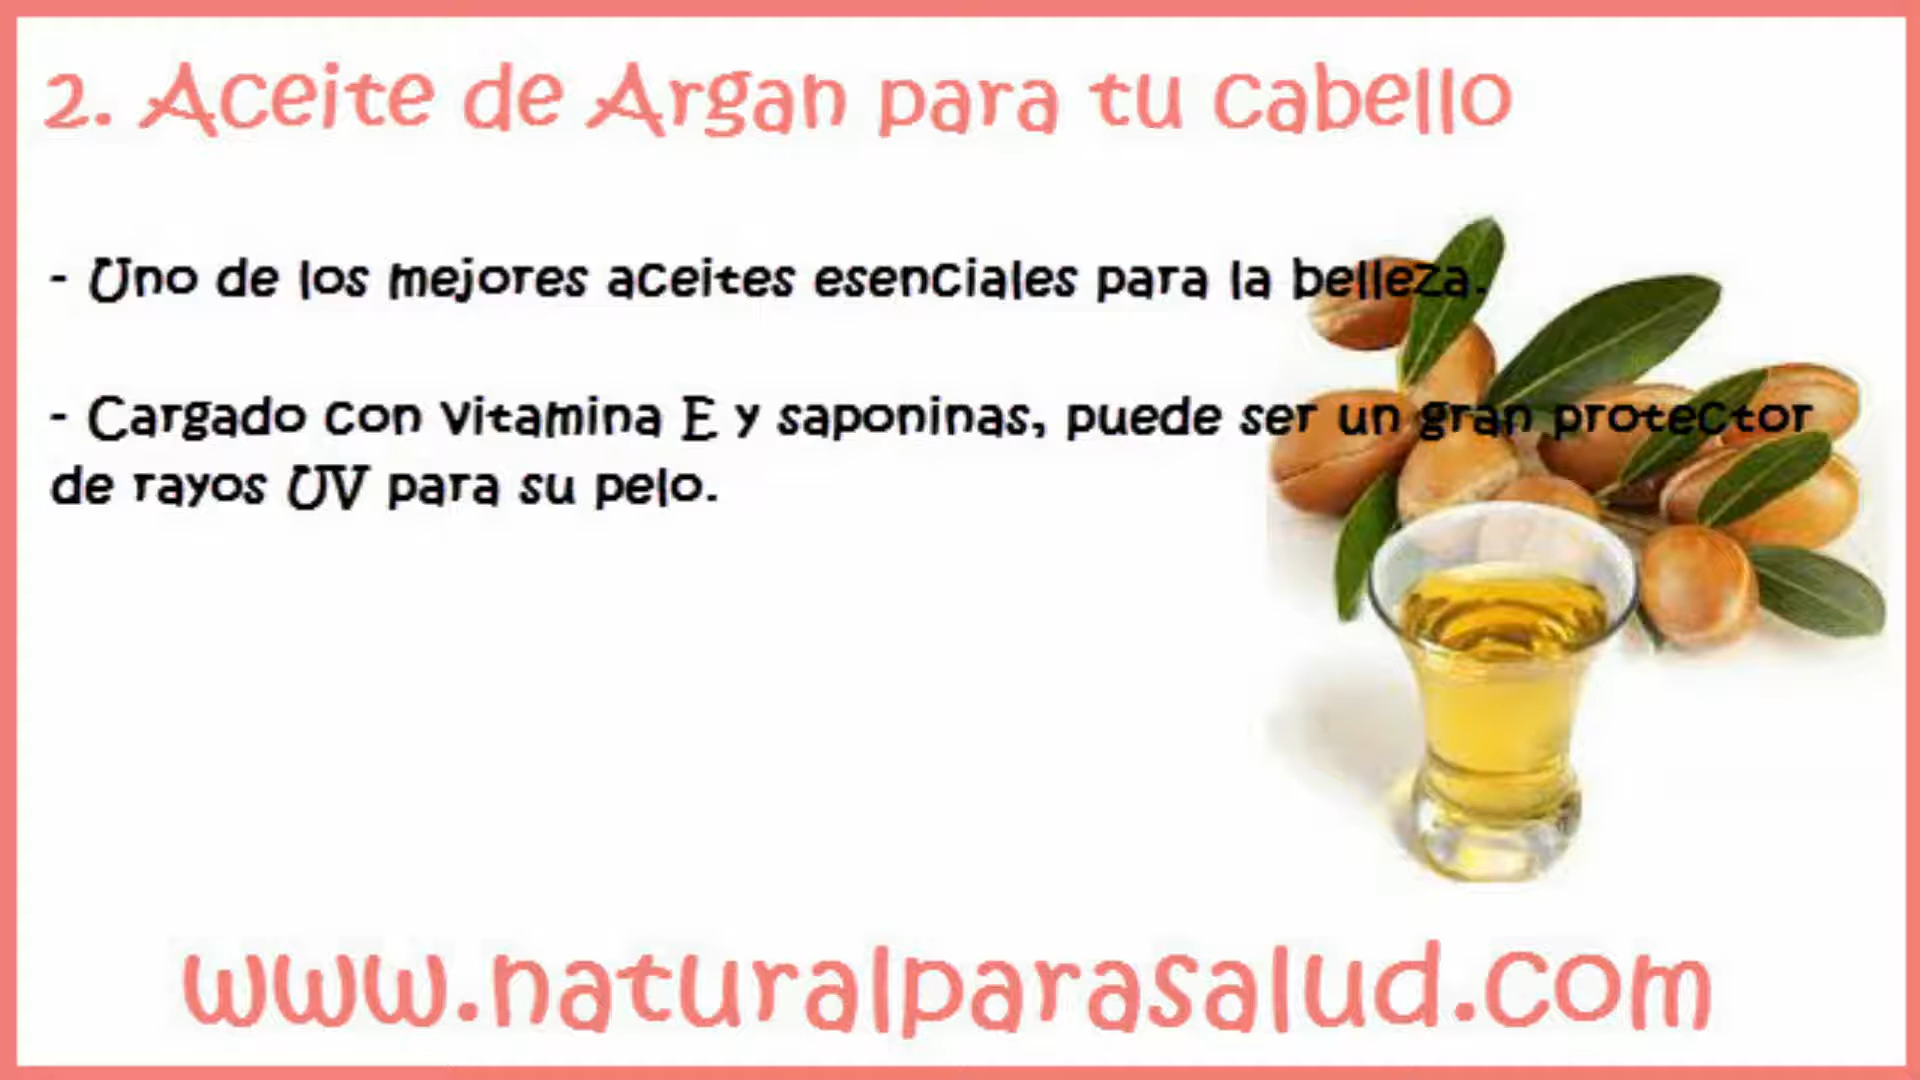 2. Aceite de Argan para tu cabello
- Uno de los mejores aceites esenciales para la belleza.
- Cargado con vitamina E y saponinas, puede ser un gran protector
de rayos UV para su pelo.
www.naturalparasalud.com